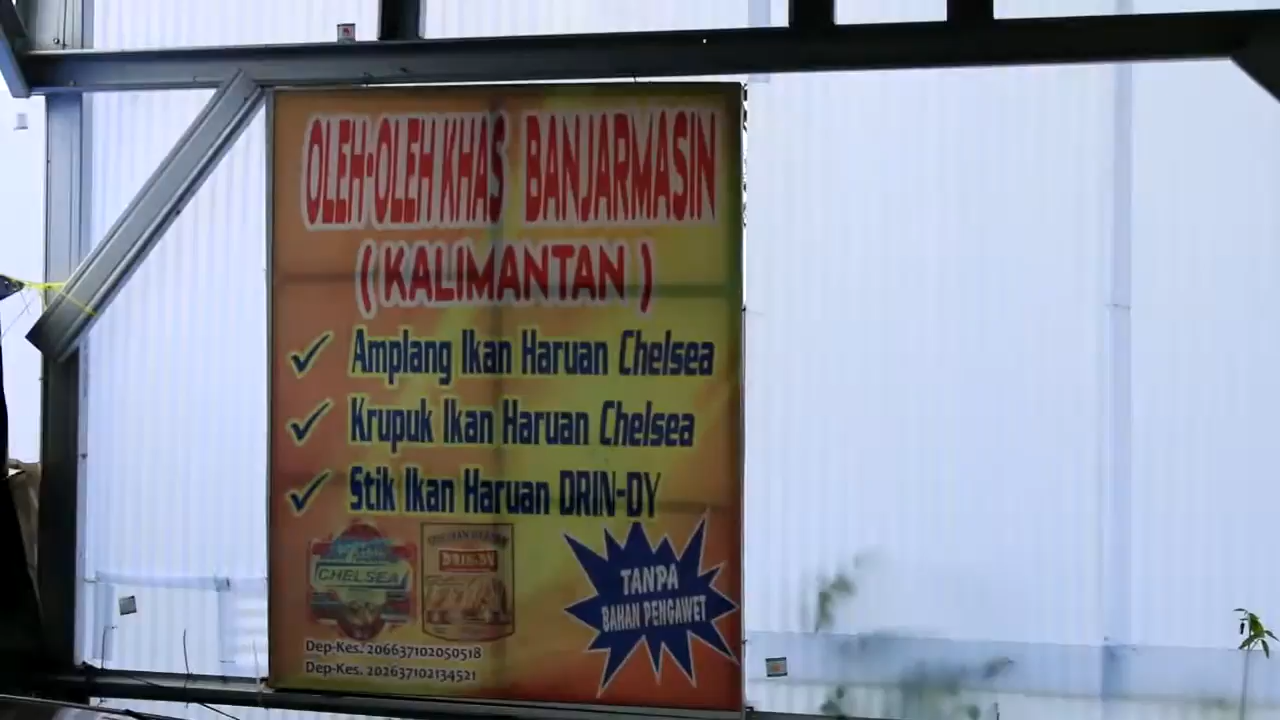 OLEH-OLEH KHAS BANJARMASIN
( KALIMANTAN )
Amplang Ikan Haruan Chelsea
Krupuk Ikan Haruan Chelsea
Stik Ikan Haruan DRIN-DY
CHELSEA
DRIN-DY
TANPA
BAHAN PENGAWET
Dep-Kes. 206637102050518
Dep-Kes. 202637102134521